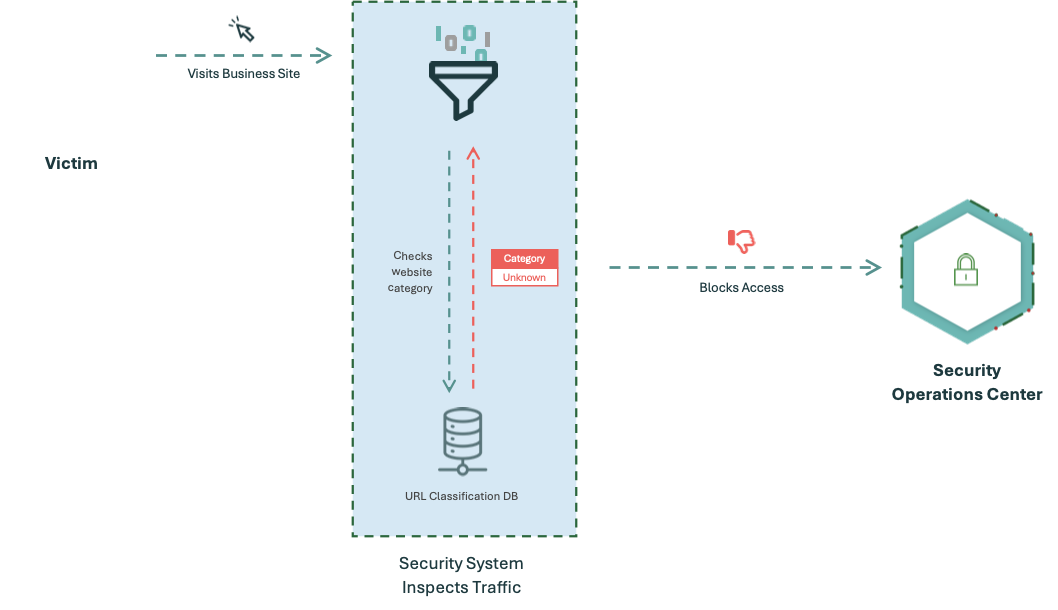 Visits Business Site
Victim
Checks
website
category
Category
Unknown
URL Classification DB
Security System
Inspects Traffic
Blocks Access
Security
Operations Center